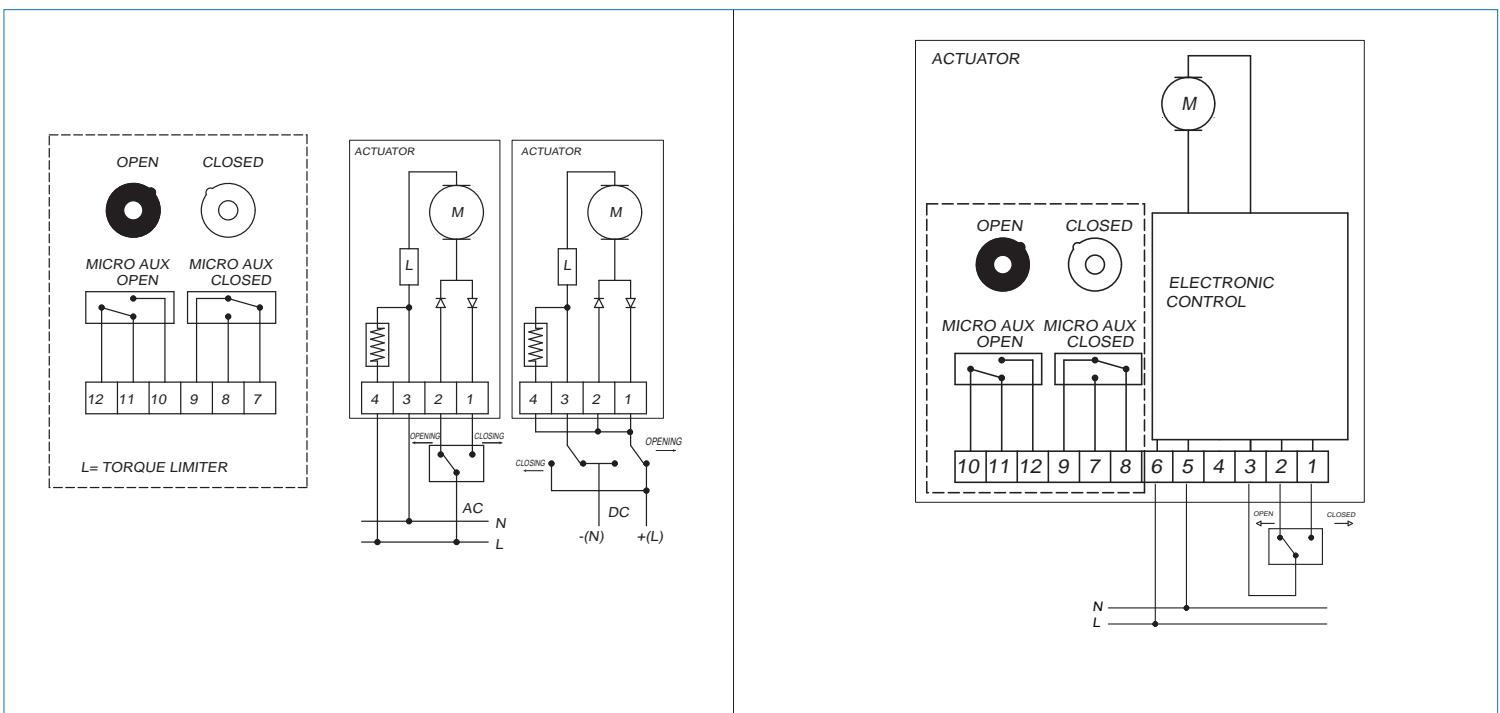 OPEN CLOSED
MICRO AUX MICRO AUX
OPEN CLOSED
12 11 10 9 8 7
L= TORQUE LIMITER
ACTUATOR
M
L
4 3 2 1
OPENING CLOSING
AC
N
L
ACTUATOR
M
L
4 3 2 1
OPENING
CLOSING
DC
-(N) +(L)
ACTUATOR
M
OPEN CLOSED
ELECTRONIC
CONTROL
MICRO AUX MICRO AUX
OPEN CLOSED
10 11 12 9 7 8 6 5 4 3 2 1
OPEN CLOSED
N
L